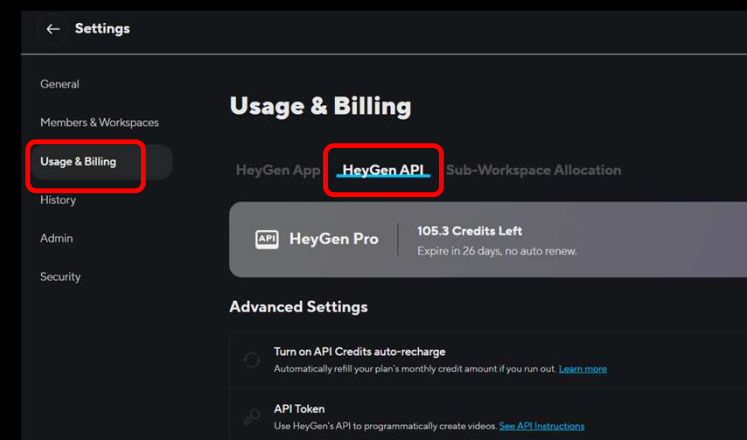 Settings
General
Members & Workspaces
Usage & Billing
History
Admin
Security
Usage & Billing
HeyGen App HeyGen API Sub-Workspace Allocation
API HeyGen Pro
105.3 Credits Left
Expire in 26 days, no auto renew.
Advanced Settings
Turn on API Credits auto-recharge
Automatically refill your plan's monthly credit amount if you run out. Learn more
API Token
Use HeyGen's API to programmatically create videos. See API Instructions